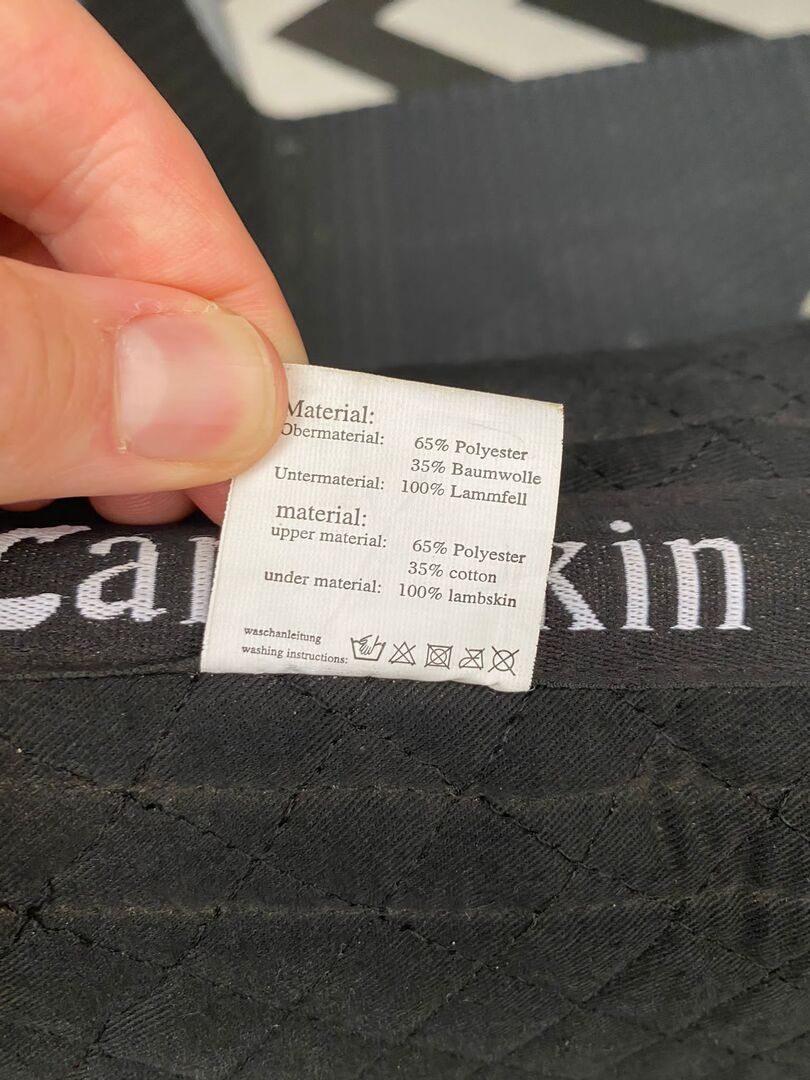 Material:
Obermaterial: 65% Polyester
35% Baumwolle
Untermaterial: 100% Lammfell
material:
upper material: 65% Polyester
35% cotton
under material: 100% lambskin
waschanleitung
washing instructions: